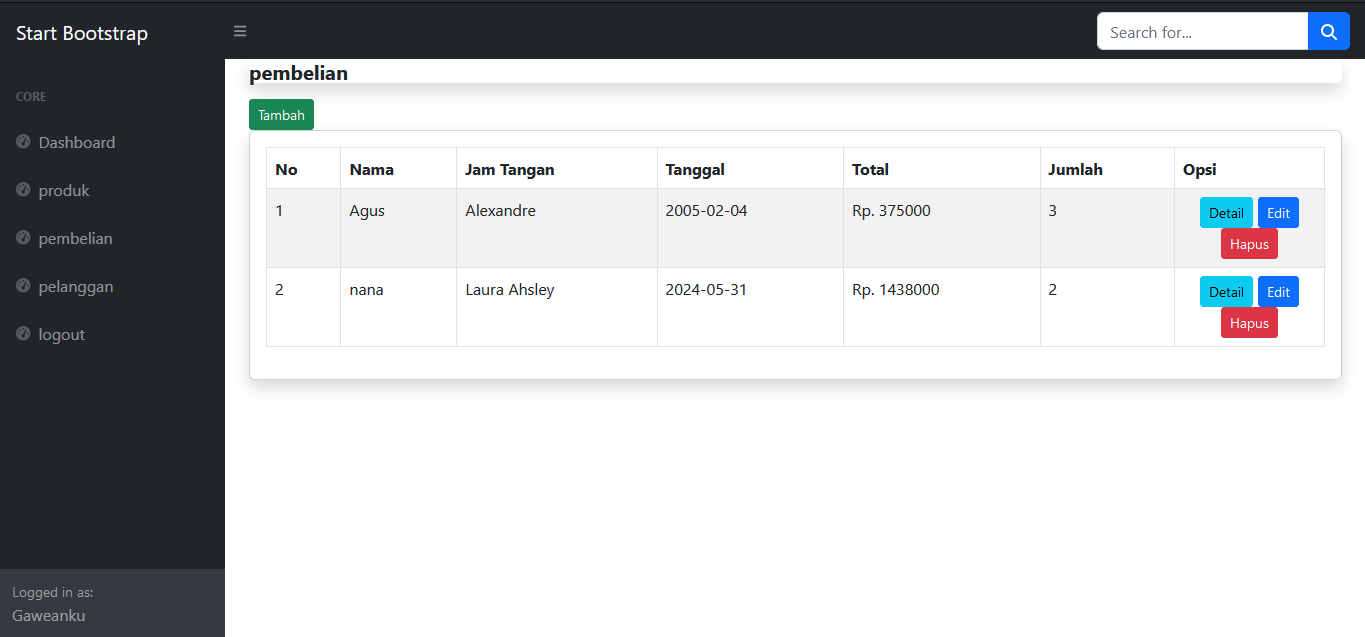 Start Bootstrap
Search for...
CORE
Dashboard
produk
pembelian
pelanggan
logout
Logged in as:
Gaweanku
pembelian
Tambah
No Nama Jam Tangan Tanggal Total Jumlah Opsi
1 Agus Alexandre 2005-02-04 Rp. 375000 3 Detail Edit
Hapus
2 nana Laura Ahsley 2024-05-31 Rp. 1438000 2 Detail Edit
Hapus